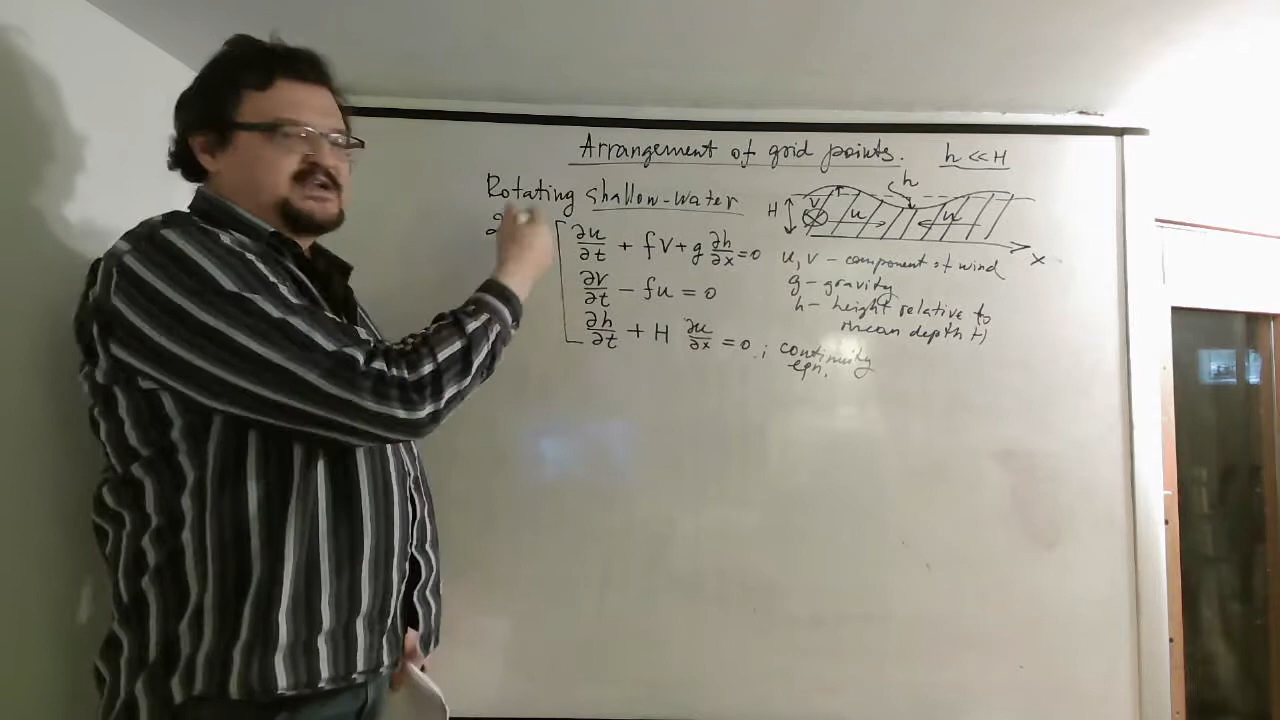 Arrangement of grid points. h << H
Rotating shallow-water
∂u/∂t + fv + g ∂h/∂x = 0
∂v/∂t − fu = 0
∂h/∂t + H ∂u/∂x = 0 ; continuity
eqn.
h
H
v u u
x
u, v – component of wind
g – gravity
h – height relative to
mean depth H